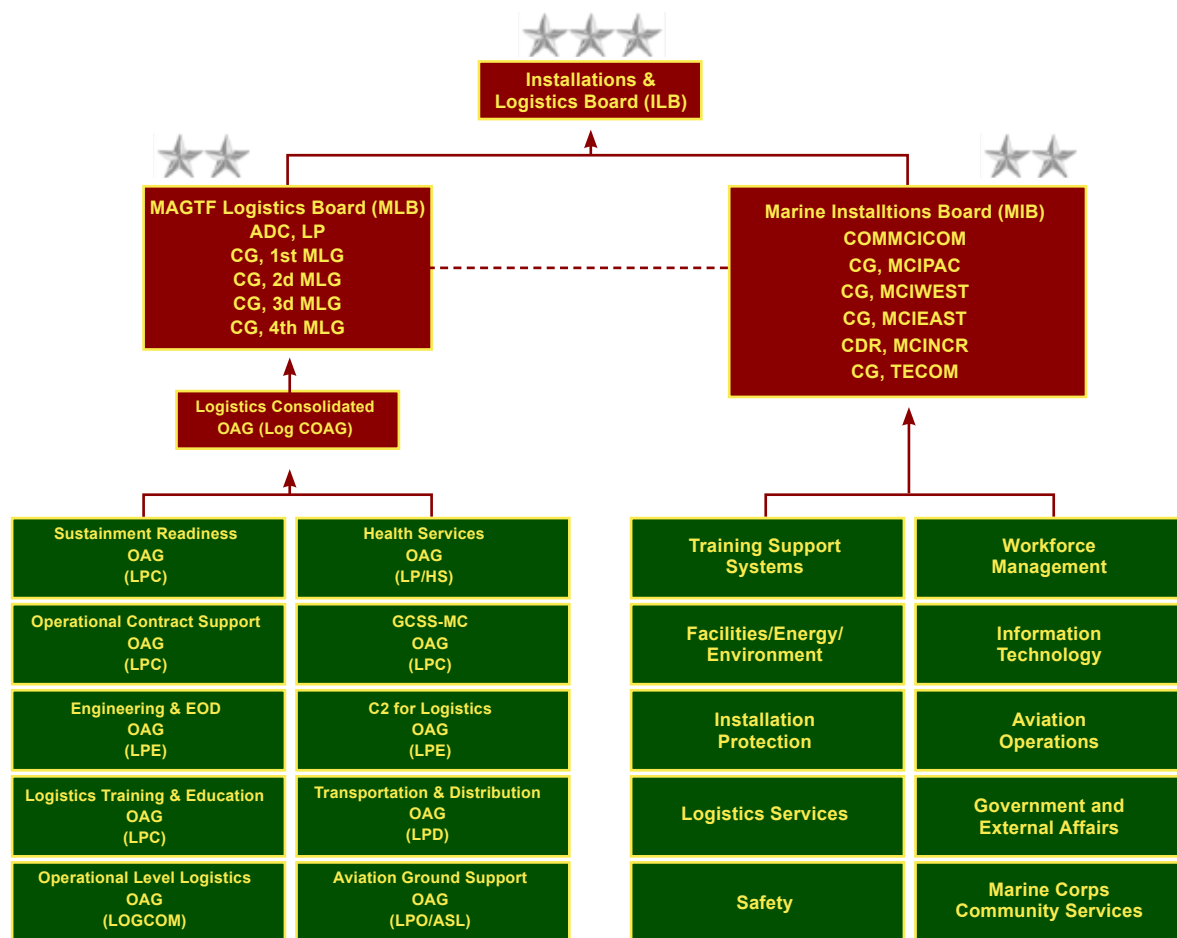 Installations &
Logistics Board (ILB)
MAGTF Logistics Board (MLB)
ADC, LP
CG, 1st MLG
CG, 2d MLG
CG, 3d MLG
CG, 4th MLG
Marine Installtions Board (MIB)
COMMCICOM
CG, MCIPAC
CG, MCIWEST
CG, MCIEAST
CDR, MCINCR
CG, TECOM
Logistics Consolidated
OAG (Log COAG)
Sustainment Readiness
OAG
(LPC)
Health Services
OAG
(LP/HS)
Operational Contract Support
OAG
(LPC)
GCSS-MC
OAG
(LPC)
Engineering & EOD
OAG
(LPE)
C2 for Logistics
OAG
(LPE)
Logistics Training & Education
OAG
(LPC)
Transportation & Distribution
OAG
(LPD)
Operational Level Logistics
OAG
(LOGCOM)
Aviation Ground Support
OAG
(LPO/ASL)
Training Support
Systems
Workforce
Management
Facilities/Energy/
Environment
Information
Technology
Installation
Protection
Aviation
Operations
Logistics Services
Government and
External Affairs
Safety
Marine Corps
Community Services